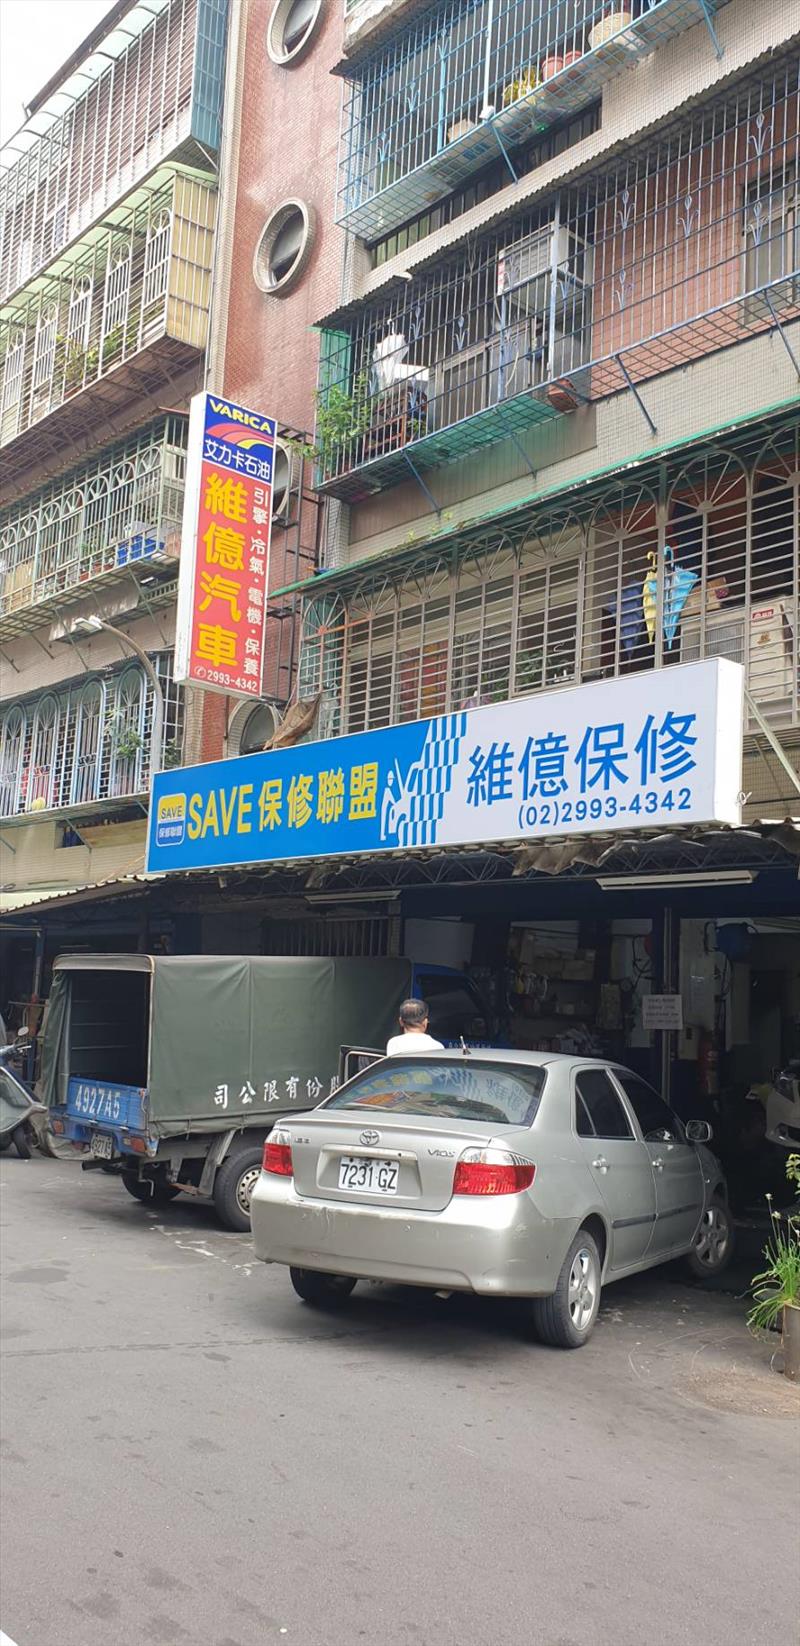 VARICA
艾力卡石油
維億汽車
引擎·冷氣·電機·保養
2993-4342
SAVE
保修聯盟
SAVE 保修聯盟
維億保修
(02)2993-4342
4927A5
司公限有份股
VIOS
7231 GZ